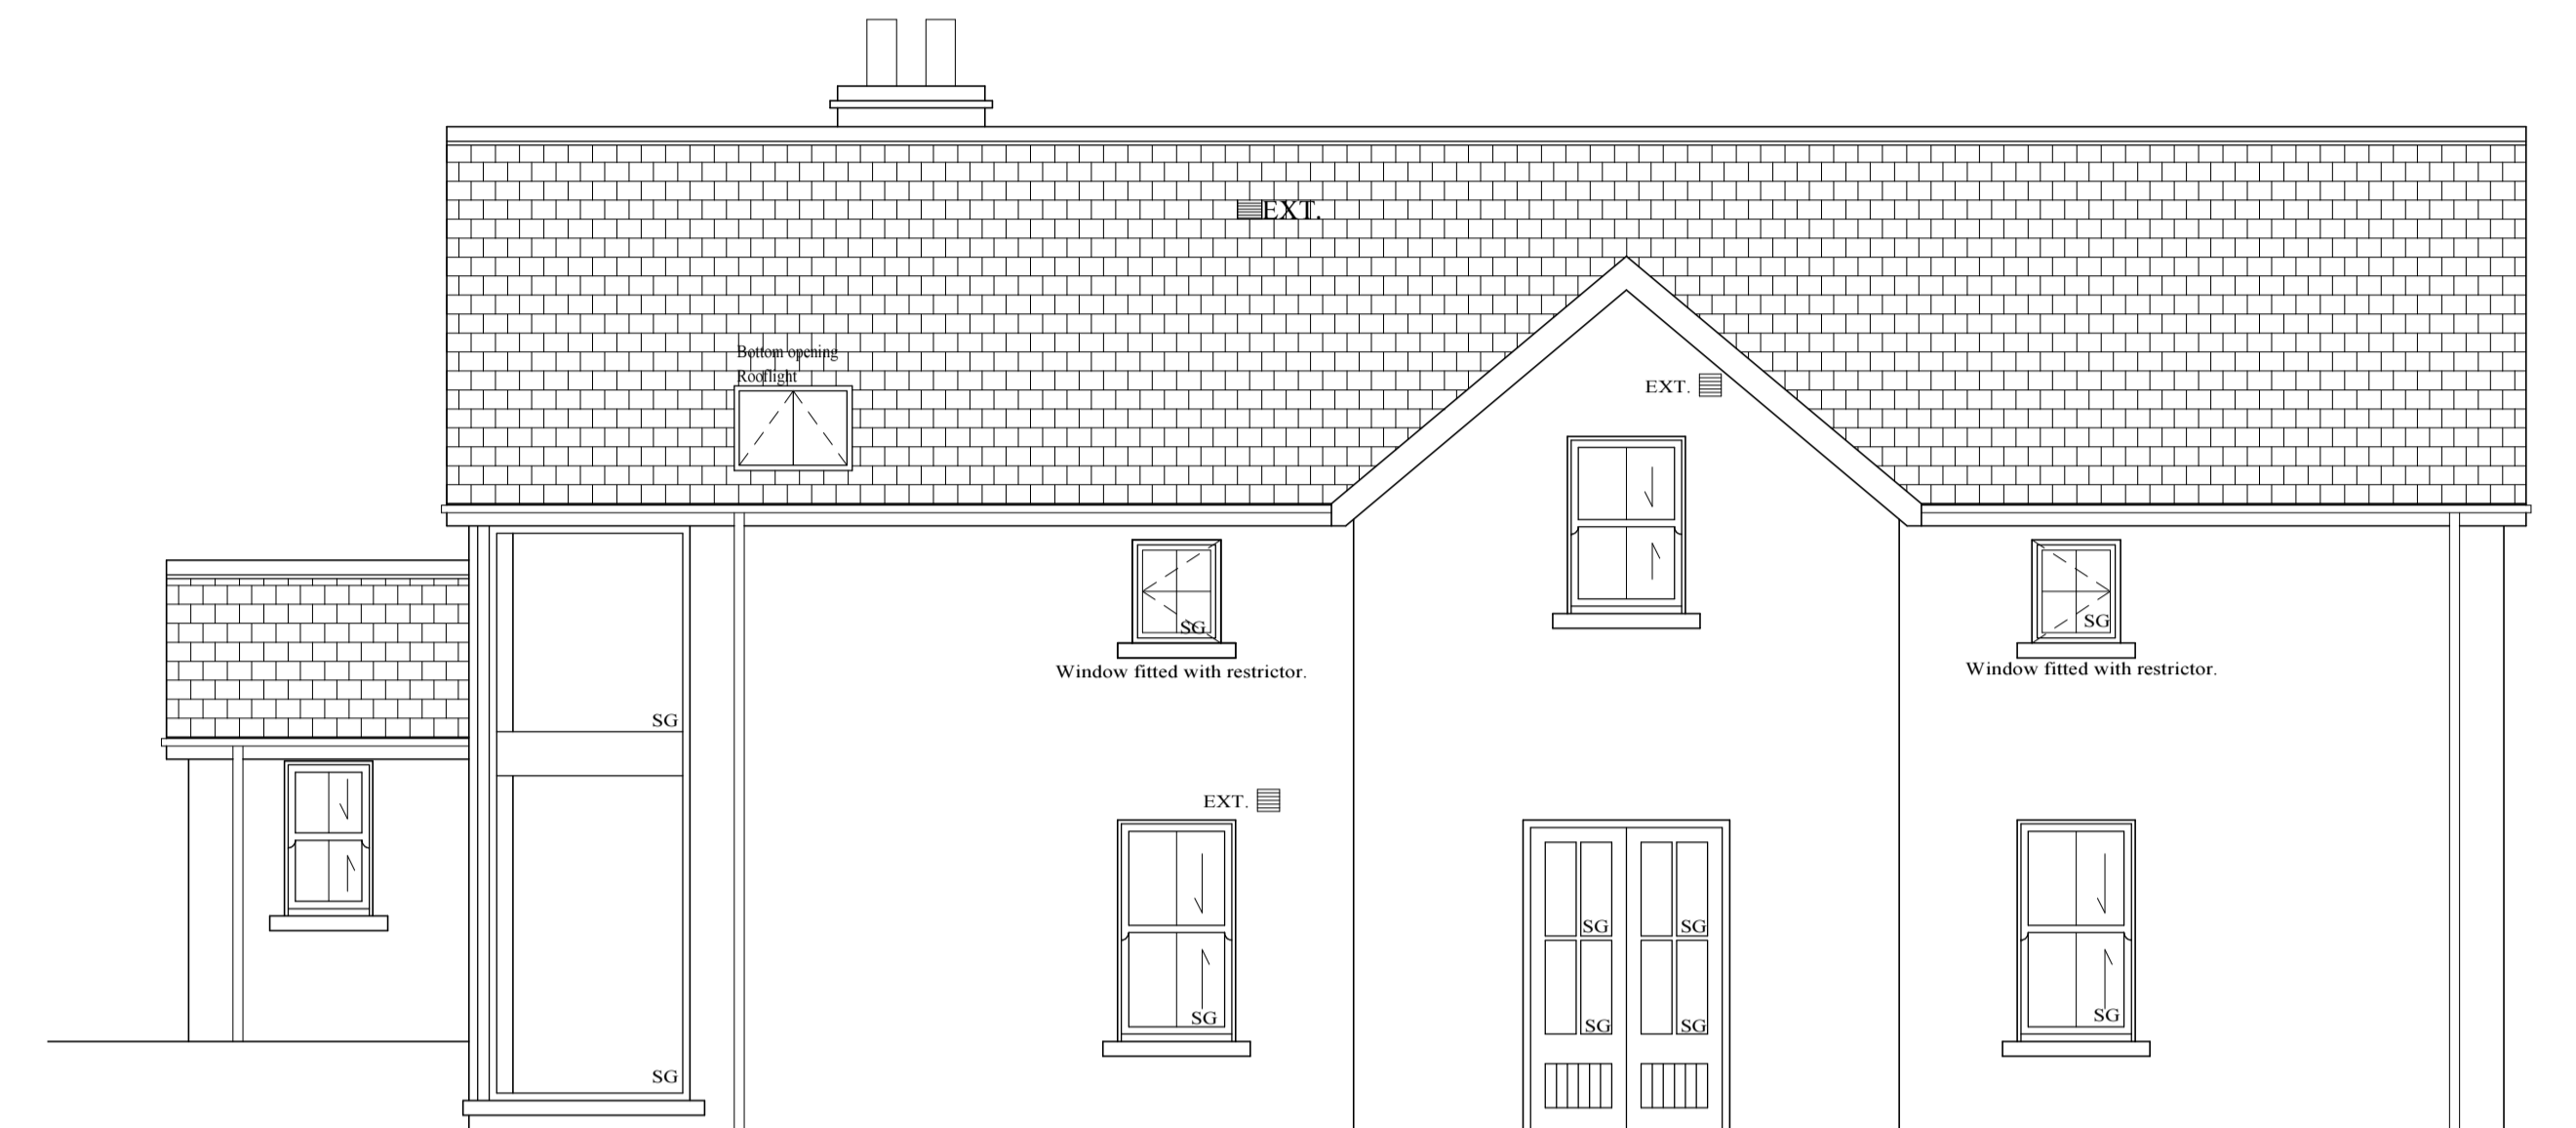 EXT.
Bottom opening
Rooflight
EXT.
SG
SG
Window fitted with restrictor.
Window fitted with restrictor.
SG
EXT.
SG
SG
SG
SG
SG
SG
SG